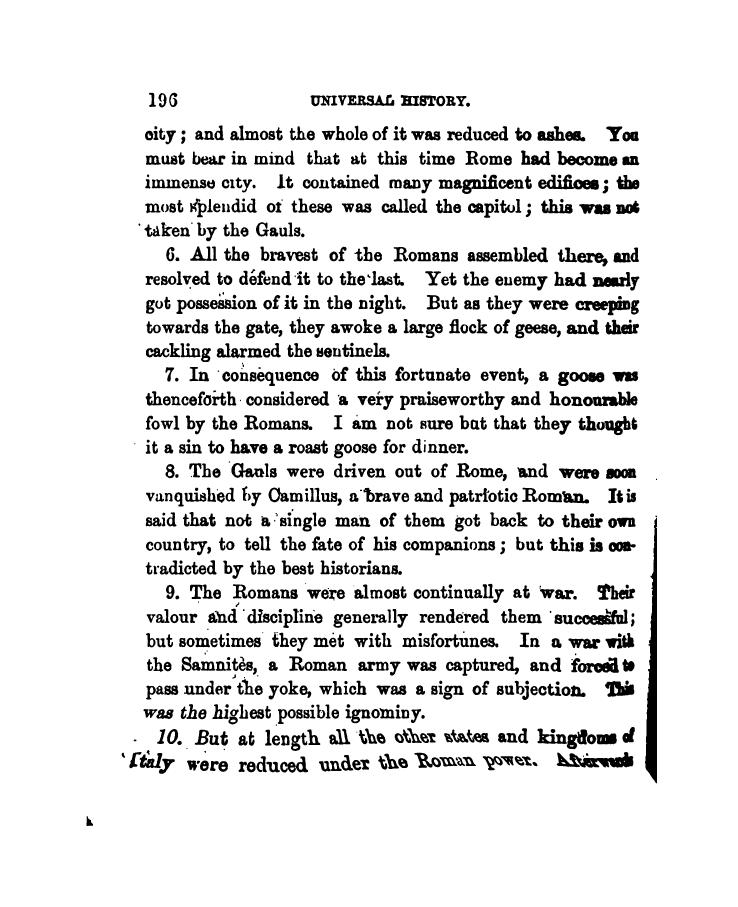 196 UNIVERSAL HISTORY.
city; and almost the whole of it was reduced to ashes. You
must bear in mind that at this time Rome had become an
immense city. It contained many magnificent edifices; the
most splendid of these was called the capitol; this was not
taken by the Gauls.
6. All the bravest of the Romans assembled there, and
resolved to defend it to the last. Yet the enemy had nearly
got possession of it in the night. But as they were creeping
towards the gate, they awoke a large flock of geese, and their
cackling alarmed the sentinels.
7. In consequence of this fortunate event, a goose was
thenceforth considered a very praiseworthy and honourable
fowl by the Romans. I am not sure but that they thought
it a sin to have a roast goose for dinner.
8. The Gauls were driven out of Rome, and were soon
vanquished by Camillus, a brave and patriotic Roman. It is
said that not a single man of them got back to their own
country, to tell the fate of his companions; but this is con-
tradicted by the best historians.
9. The Romans were almost continually at war. Their
valour and discipline generally rendered them successful;
but sometimes they met with misfortunes. In a war with
the Samnites, a Roman army was captured, and forced to
pass under the yoke, which was a sign of subjection. This
was the highest possible ignominy.
10. But at length all the other states and kingdoms of
Italy were reduced under the Roman power. Afterwards